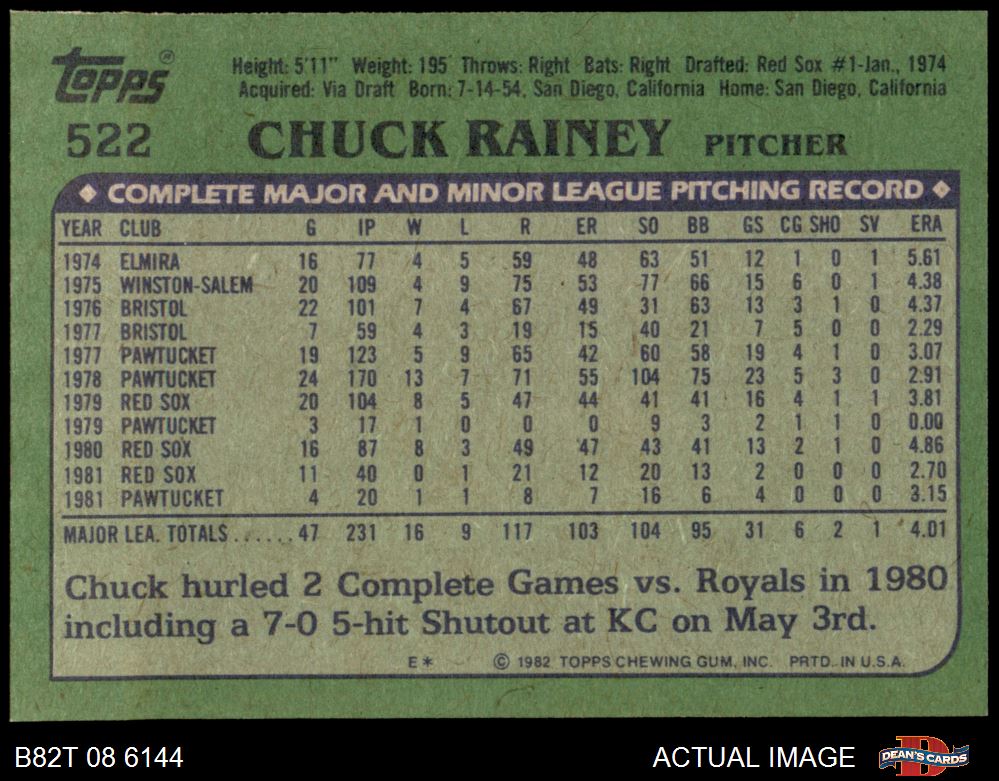 Topps®
Height: 5'11" Weight: 195 Throws: Right Bats: Right Drafted: Red Sox #1-Jan., 1974
Acquired: Via Draft Born: 7-14-54, San Diego, California Home: San Diego, California
522 CHUCK RAINEY PITCHER
COMPLETE MAJOR AND MINOR LEAGUE PITCHING RECORD
YEAR CLUB G IP W L R ER SO BB GS CG SHO SV ERA
1974 ELMIRA 16 77 4 5 59 48 63 51 12 1 0 1 5.61
1975 WINSTON-SALEM 20 109 4 9 75 53 77 66 15 6 0 1 4.38
1976 BRISTOL 22 101 7 4 67 49 31 63 13 3 1 0 4.37
1977 BRISTOL 7 59 4 3 19 15 40 21 7 5 0 0 2.29
1977 PAWTUCKET 19 123 5 9 65 42 60 58 19 4 1 0 3.07
1978 PAWTUCKET 24 170 13 7 71 55 104 75 23 5 3 0 2.91
1979 RED SOX 20 104 8 5 47 44 41 41 16 4 1 1 3.81
1979 PAWTUCKET 3 17 1 0 0 0 9 3 2 1 1 0 0.00
1980 RED SOX 16 87 8 3 49 47 43 41 13 2 1 0 4.86
1981 RED SOX 11 40 0 1 21 12 20 13 2 0 0 0 2.70
1981 PAWTUCKET 4 20 1 1 8 7 16 6 4 0 0 0 3.15
MAJOR LEA. TOTALS ...... 47 231 16 9 117 103 104 95 31 6 2 1 4.01
Chuck hurled 2 Complete Games vs. Royals in 1980
including a 7-0 5-hit Shutout at KC on May 3rd.
E* © 1982 TOPPS CHEWING GUM, INC. PRTD. IN U.S.A.
B82T 08 6144 ACTUAL IMAGE DEAN'S CARDS